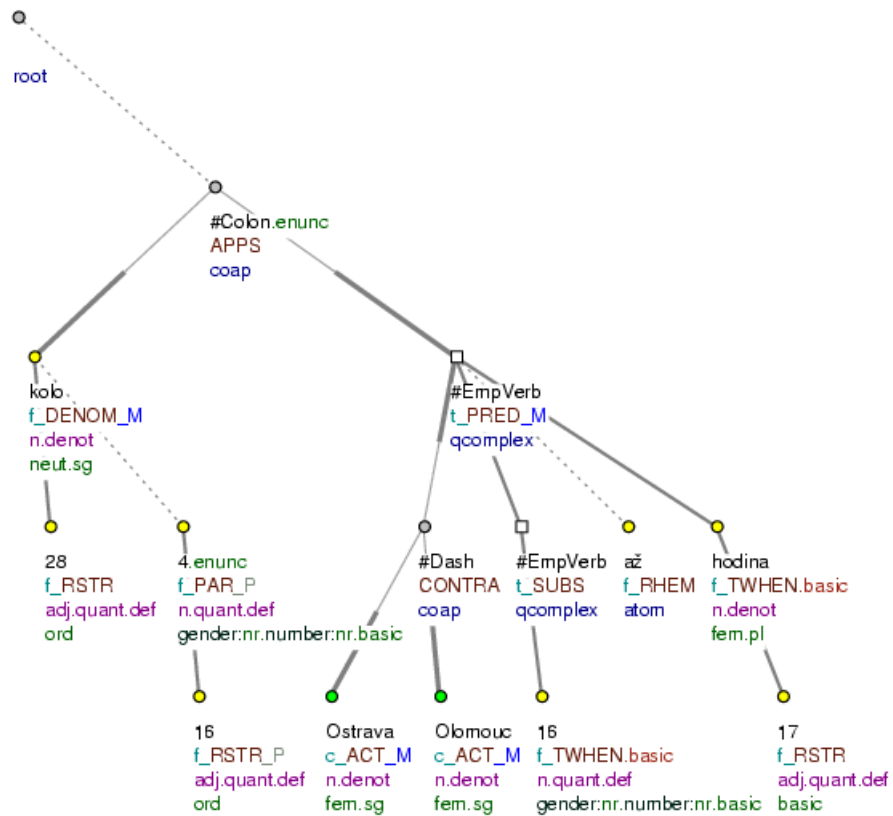 root
#Colon.enunc
APPS
coap
kolo
f_DENOM_M
n.denot
neut.sg
#EmpVerb
t_PRED_M
qcomplex
28
f_RSTR
adj.quant.def
ord
4.enunc
f_PAR_P
n.quant.def
gender:nr.number:nr.basic
#Dash
CONTRA
coap
#EmpVerb
t_SUBS
qcomplex
až
f_RHEM
atom
hodina
f_TWHEN.basic
n.denot
fem.pl
16
f_RSTR_P
adj.quant.def
ord
Ostrava
c_ACT_M
n.denot
fem.sg
Olomouc
c_ACT_M
n.denot
fem.sg
16
f_TWHEN.basic
n.quant.def
gender:nr.number:nr.basic
17
f_RSTR
adj.quant.def
basic